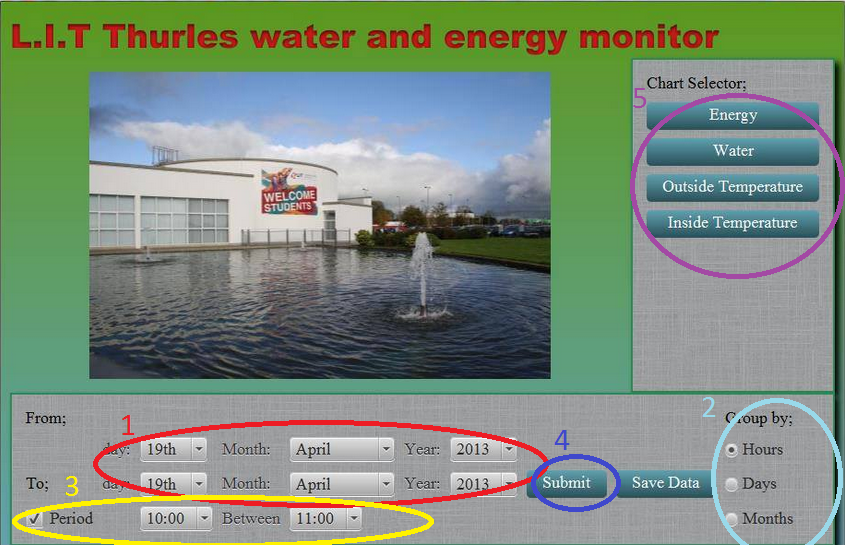 L.I.T Thurles water and energy monitor
WELCOME
STUDENTS
5
Chart Selector;
Energy
Water
Outside Temperature
Inside Temperature
From;
1
day: 19th Month: April Year: 2013
To; day: 19th Month: April Year: 2013
3
Period 10:00 Between 11:00
4
Submit Save Data
2
Group by;
Hours
Days
Months